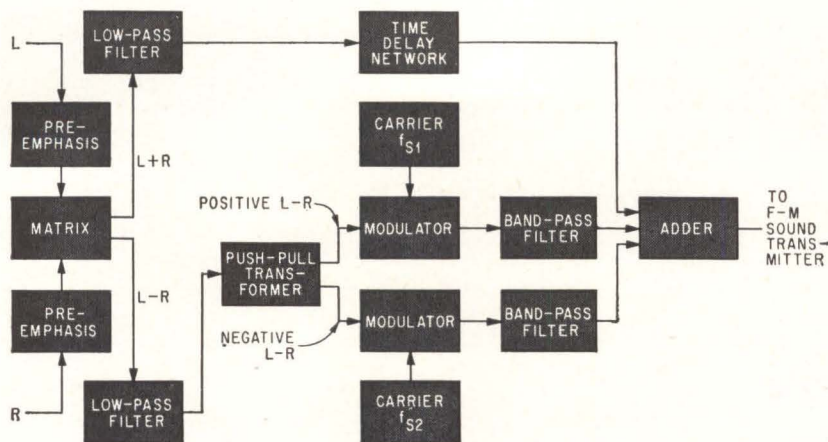 L
LOW-PASS
FILTER
TIME
DELAY
NETWORK
PRE-
EMPHASIS
L+R
CARRIER
fS1
POSITIVE L-R
MATRIX
MODULATOR
BAND-PASS
FILTER
ADDER
TO
F-M
SOUND
TRANS-
MITTER
PUSH-PULL
TRANS-
FORMER
L-R
PRE-
EMPHASIS
MODULATOR
BAND-PASS
FILTER
NEGATIVE
L-R
R
LOW-PASS
FILTER
CARRIER
fS2